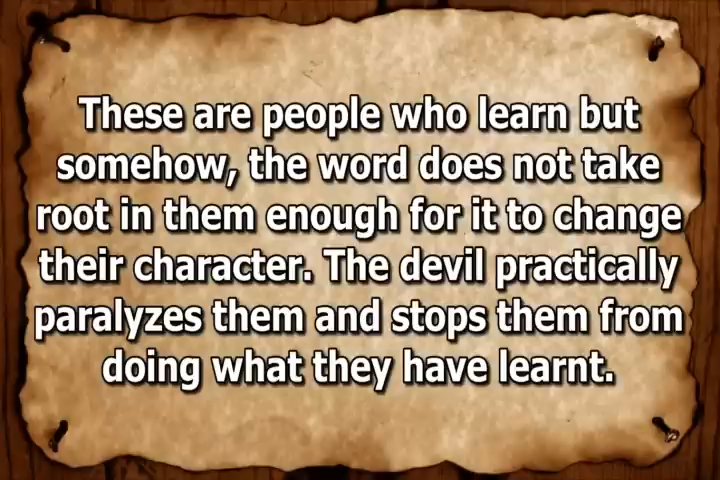 These are people who learn but
somehow, the word does not take
root in them enough for it to change
their character. The devil practically
paralyzes them and stops them from
doing what they have learnt.